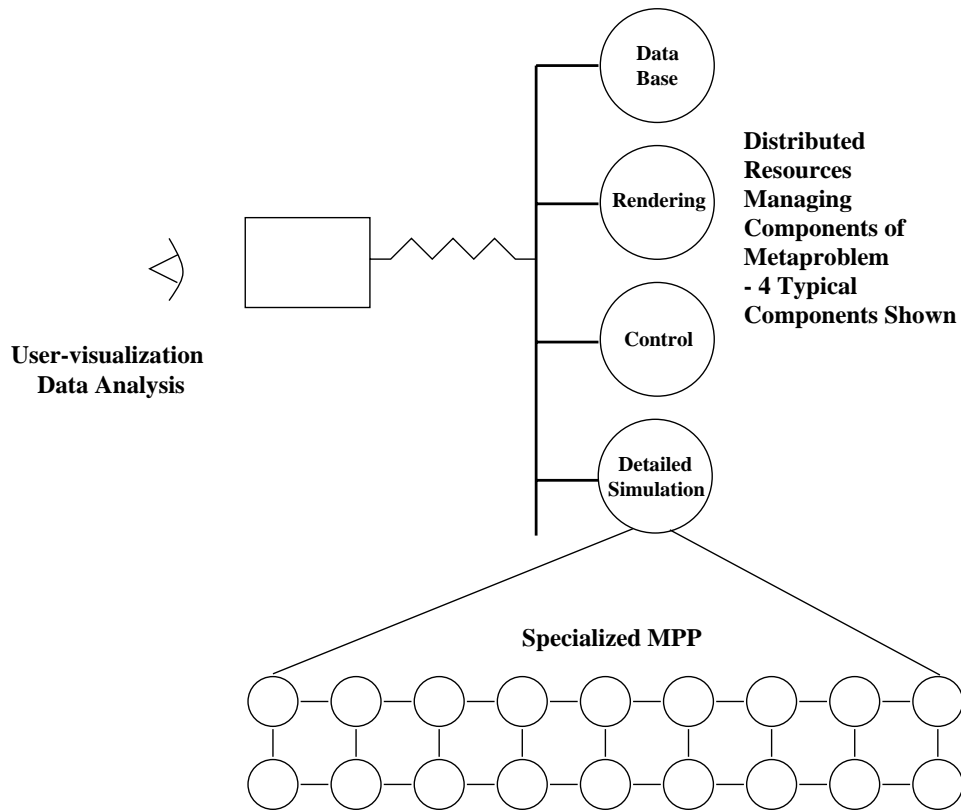 Data
Base
Distributed
Resources
Managing
Components of
Metaproblem
- 4 Typical
Components Shown
Rendering
Control
User-visualization
Data Analysis
Detailed
Simulation
Specialized MPP